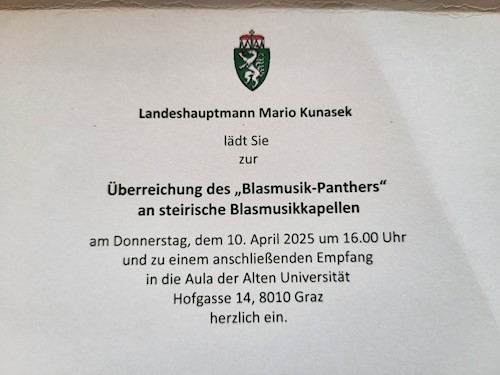 Landeshauptmann Mario Kunasek
lädt Sie
zur
Überreichung des „Blasmusik-Panthers“
an steirische Blasmusikkapellen
am Donnerstag, dem 10. April 2025 um 16.00 Uhr
und zu einem anschließenden Empfang
in die Aula der Alten Universität
Hofgasse 14, 8010 Graz
herzlich ein.